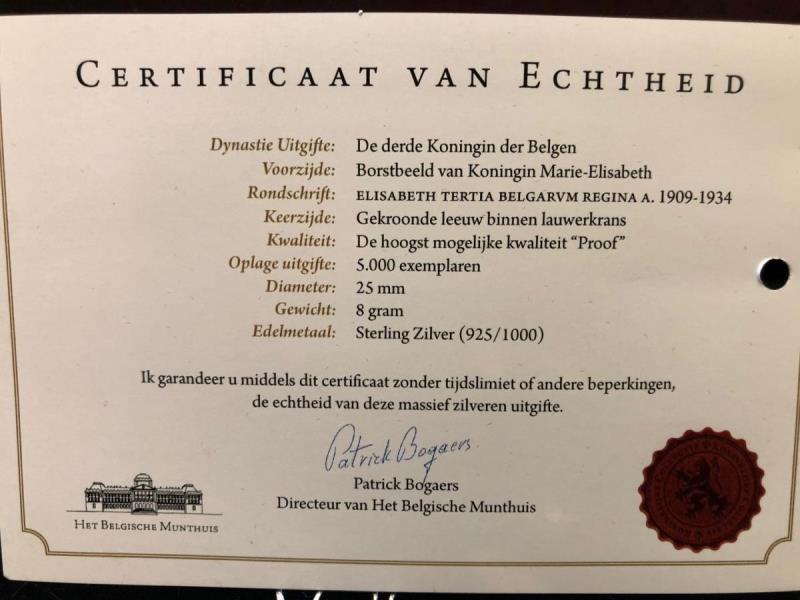 CERTIFICAAT VAN ECHTHEID
Dynastie Uitgifte: De derde Koningin der Belgen
Voorzijde: Borstbeeld van Koningin Marie-Elisabeth
Rondschrift: ELISABETH TERTIA BELGARVM REGINA A. 1909-1934
Keerzijde: Gekroonde leeuw binnen lauwerkrans
Kwaliteit: De hoogst mogelijke kwaliteit “Proof”
Oplage uitgifte: 5.000 exemplaren
Diameter: 25 mm
Gewicht: 8 gram
Edelmetaal: Sterling Zilver (925/1000)
Ik garandeer u middels dit certificaat zonder tijdslimiet of andere beperkingen,
de echtheid van deze massief zilveren uitgifte.
Patrick Bogaers
Patrick Bogaers
Directeur van Het Belgische Munthuis
HET BELGISCHE MUNTHUIS